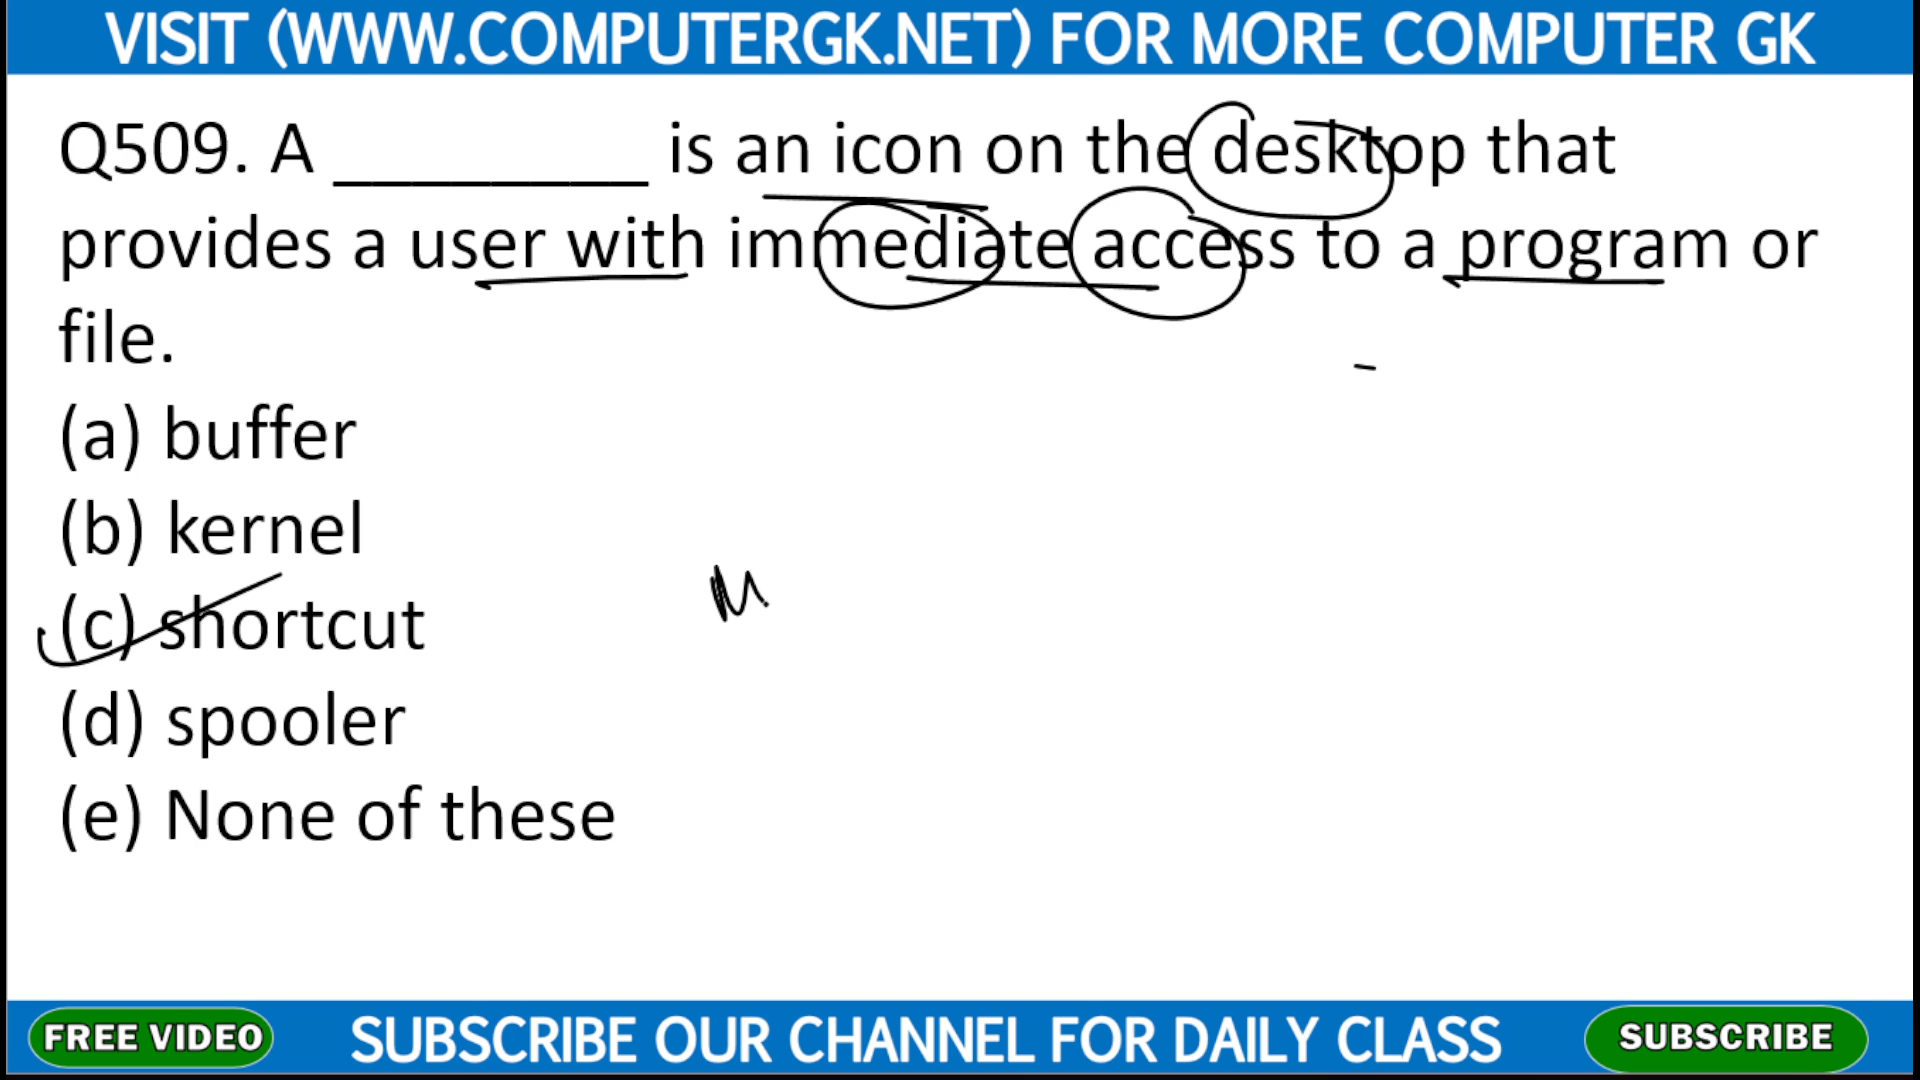 VISIT (WWW.COMPUTERGK.NET) FOR MORE COMPUTER GK
Q509. A ________ is an icon on the desktop that
provides a user with immediate access to a program or
file.
(a) buffer
(b) kernel
(c) shortcut
(d) spooler
(e) None of these
FREE VIDEO SUBSCRIBE OUR CHANNEL FOR DAILY CLASS SUBSCRIBE